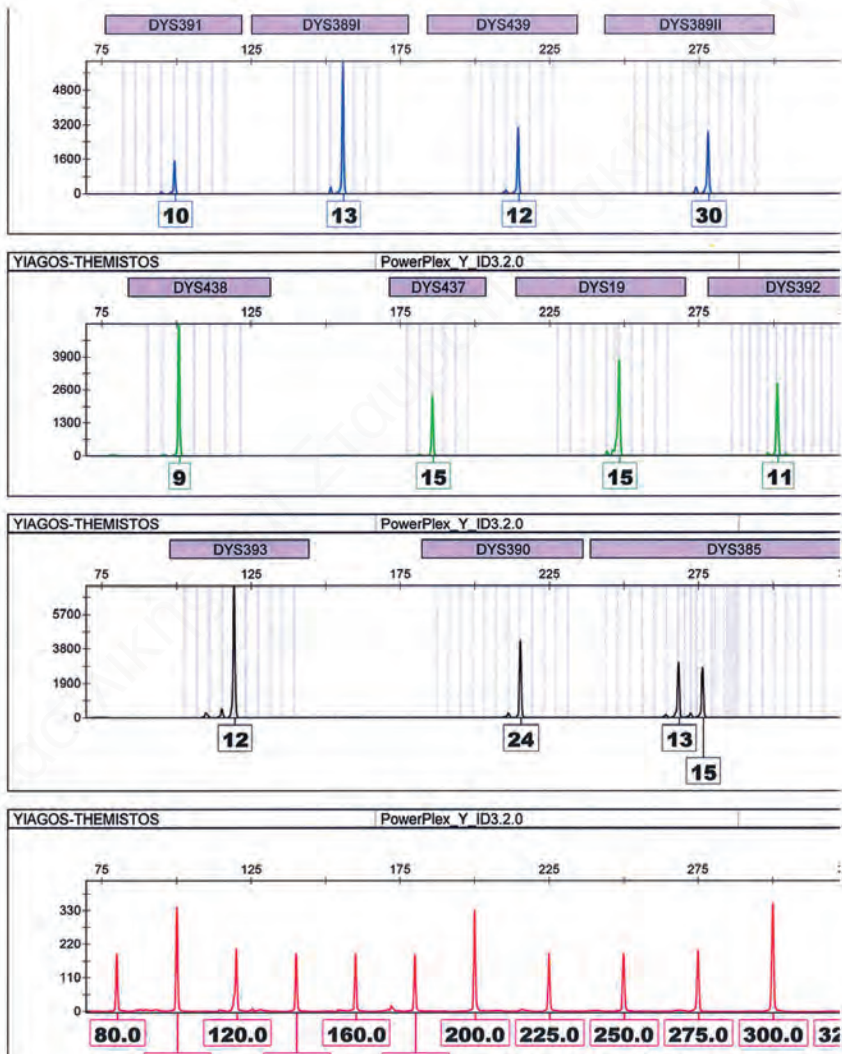 DYS391 DYS389I DYS439 DYS389II
75 125 175 225 275
4800
3200
1600
0
10 13 12 30
YIAGOS-THEMISTOS PowerPlex_Y_ID3.2.0
DYS438 DYS437 DYS19 DYS392
75 125 175 225 275
3900
2600
1300
0
9 15 15 11
YIAGOS-THEMISTOS PowerPlex_Y_ID3.2.0
DYS393 DYS390 DYS385
75 125 175 225 275
5700
3800
1900
0
12 24 13
15
YIAGOS-THEMISTOS PowerPlex_Y_ID3.2.0
75 125 175 225 275
330
220
110
0
80.0 120.0 160.0 200.0 225.0 250.0 275.0 300.0 32